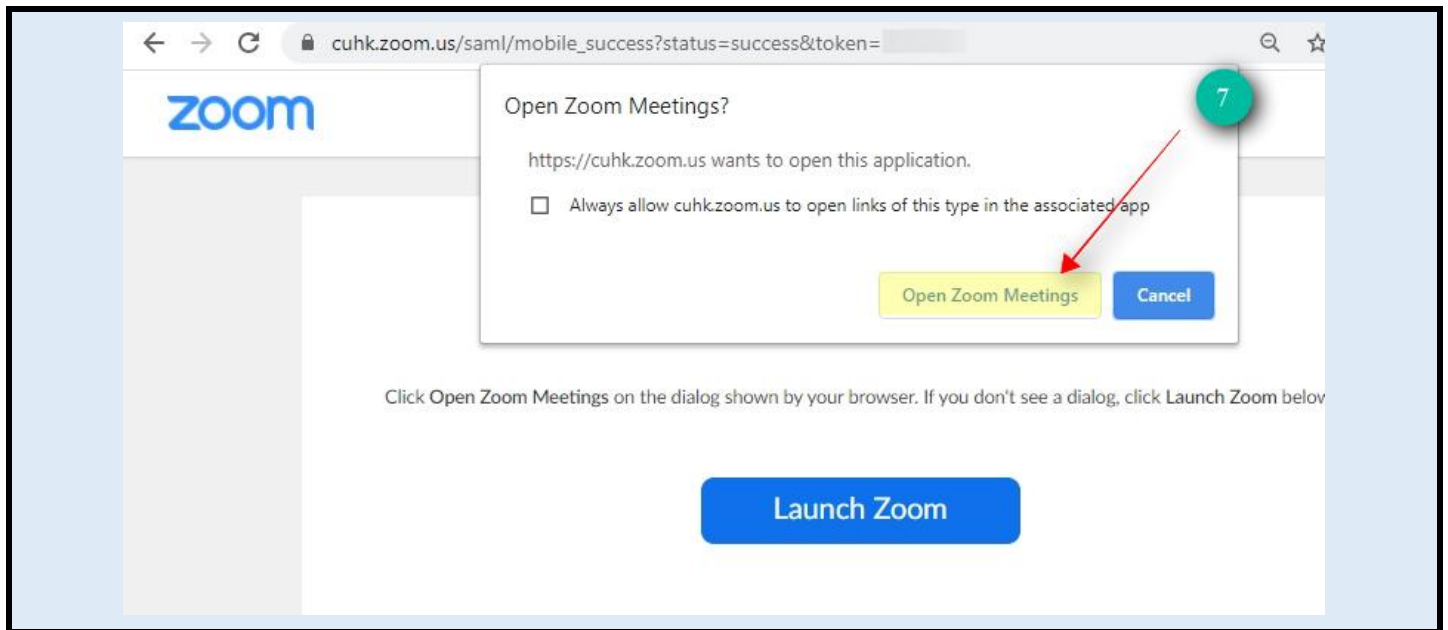 cuhk.zoom.us/saml/mobile_success?status=success&token=
zoom
Open Zoom Meetings?
7
https://cuhk.zoom.us wants to open this application.
Always allow cuhk.zoom.us to open links of this type in the associated app
Open Zoom Meetings
Cancel
Click Open Zoom Meetings on the dialog shown by your browser. If you don't see a dialog, click Launch Zoom below
Launch Zoom